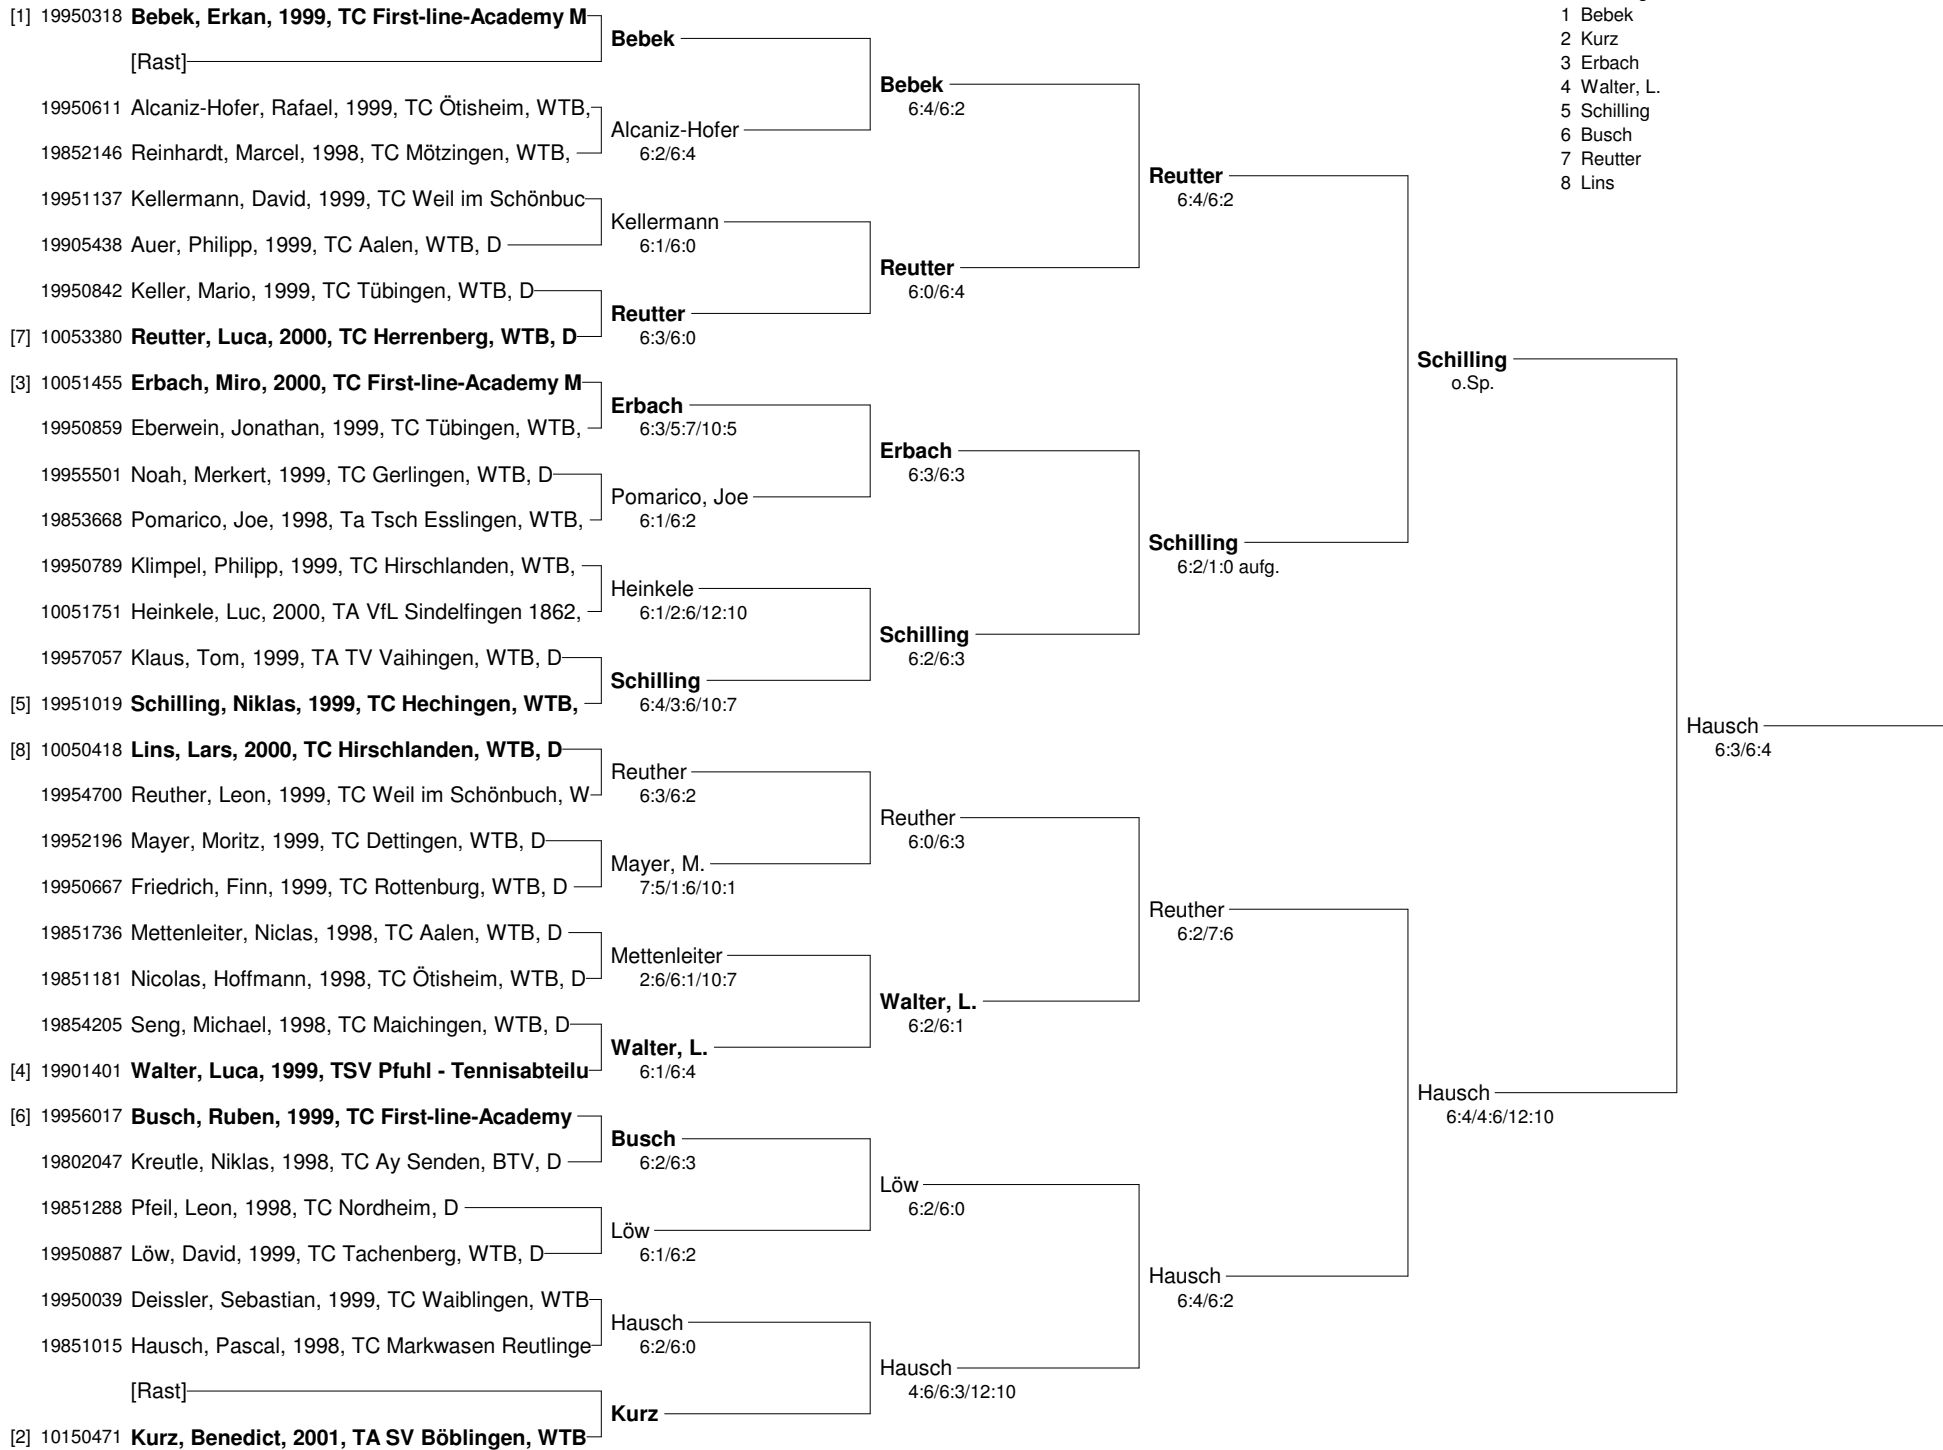 [1] 19950318 Bebek, Erkan, 1999, TC First-line-Academy M
[Rast]
19950611 Alcaniz-Hofer, Rafael, 1999, TC Ötisheim, WTB,
19852146 Reinhardt, Marcel, 1998, TC Mötzingen, WTB,
19951137 Kellermann, David, 1999, TC Weil im Schönbuc
19905438 Auer, Philipp, 1999, TC Aalen, WTB, D
19950842 Keller, Mario, 1999, TC Tübingen, WTB, D
[7] 10053380 Reutter, Luca, 2000, TC Herrenberg, WTB, D
[3] 10051455 Erbach, Miro, 2000, TC First-line-Academy M
19950859 Eberwein, Jonathan, 1999, TC Tübingen, WTB,
19955501 Noah, Merkert, 1999, TC Gerlingen, WTB, D
19853668 Pomarico, Joe, 1998, Ta Tsch Esslingen, WTB,
19950789 Klimpel, Philipp, 1999, TC Hirschlanden, WTB,
10051751 Heinkele, Luc, 2000, TA VfL Sindelfingen 1862,
19957057 Klaus, Tom, 1999, TA TV Vaihingen, WTB, D
[5] 19951019 Schilling, Niklas, 1999, TC Hechingen, WTB,
[8] 10050418 Lins, Lars, 2000, TC Hirschlanden, WTB, D
19954700 Reuther, Leon, 1999, TC Weil im Schönbuch, W
19952196 Mayer, Moritz, 1999, TC Dettingen, WTB, D
19950667 Friedrich, Finn, 1999, TC Rottenburg, WTB, D
19851736 Mettenleiter, Niclas, 1998, TC Aalen, WTB, D
19851181 Nicolas, Hoffmann, 1998, TC Ötisheim, WTB, D
19854205 Seng, Michael, 1998, TC Maichingen, WTB, D
[4] 19901401 Walter, Luca, 1999, TSV Pfuhl - Tennisabteilu
[6] 19956017 Busch, Ruben, 1999, TC First-line-Academy
19802047 Kreutle, Niklas, 1998, TC Ay Senden, BTV, D
19851288 Pfeil, Leon, 1998, TC Nordheim, D
19950887 Löw, David, 1999, TC Tachenberg, WTB, D
19950039 Deissler, Sebastian, 1999, TC Waiblingen, WTB
19851015 Hausch, Pascal, 1998, TC Markwasen Reutlinge
[Rast]
[2] 10150471 Kurz, Benedict, 2001, TA SV Böblingen, WTB
Bebek
Alcaniz-Hofer
6:2/6:4
Kellermann
6:1/6:0
Reutter
6:3/6:0
Erbach
6:3/5:7/10:5
Pomarico, Joe
6:1/6:2
Heinkele
6:1/2:6/12:10
Schilling
6:4/3:6/10:7
Reuther
6:3/6:2
Mayer, M.
7:5/1:6/10:1
Mettenleiter
2:6/6:1/10:7
Walter, L.
6:1/6:4
Busch
6:2/6:3
Löw
6:1/6:2
Hausch
6:2/6:0
Kurz
Bebek
6:4/6:2
Reutter
6:0/6:4
Erbach
6:3/6:3
Schilling
6:2/6:3
Reuther
6:0/6:3
Walter, L.
6:2/6:1
Löw
6:2/6:0
Hausch
4:6/6:3/12:10
Reutter
6:4/6:2
Schilling
6:2/1:0 aufg.
Reuther
6:2/7:6
Hausch
6:4/6:2
Schilling
o.Sp.
Hausch
6:4/4:6/12:10
Hausch
6:3/6:4
1 Bebek
2 Kurz
3 Erbach
4 Walter, L.
5 Schilling
6 Busch
7 Reutter
8 Lins